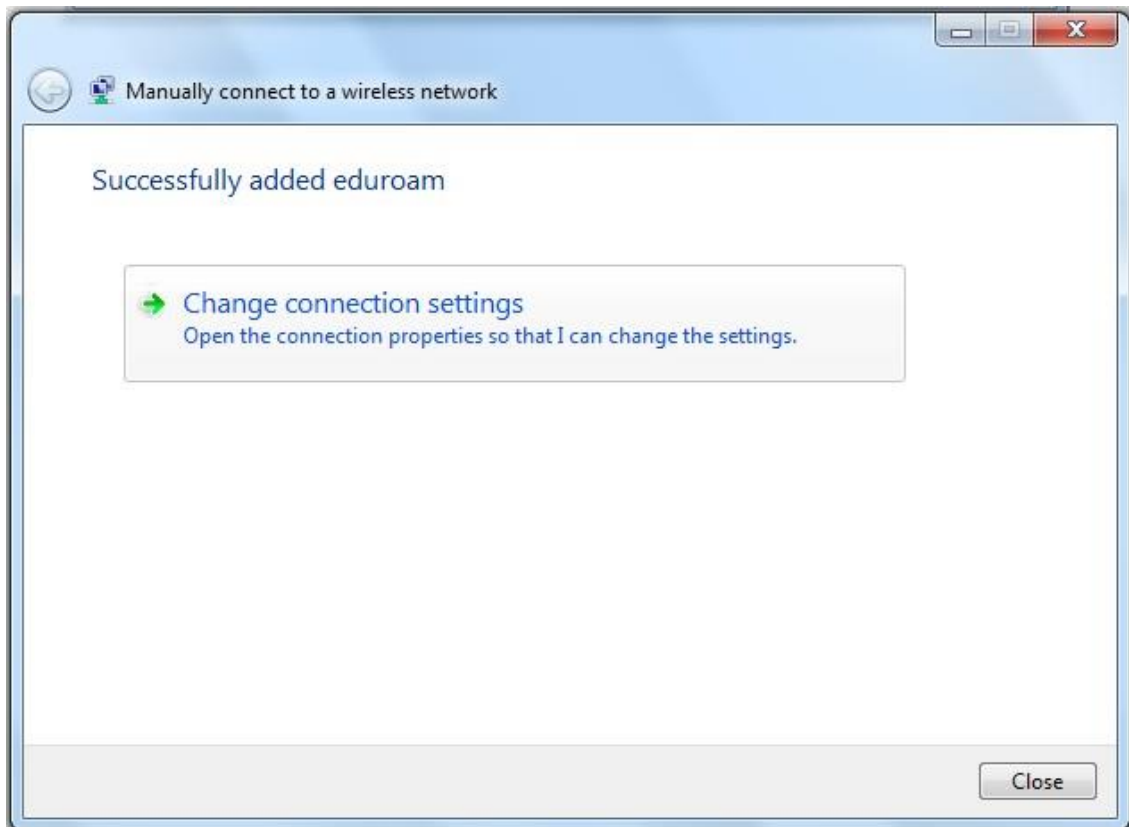 Manually connect to a wireless network
Successfully added eduroam
Change connection settings
Open the connection properties so that I can change the settings.
Close